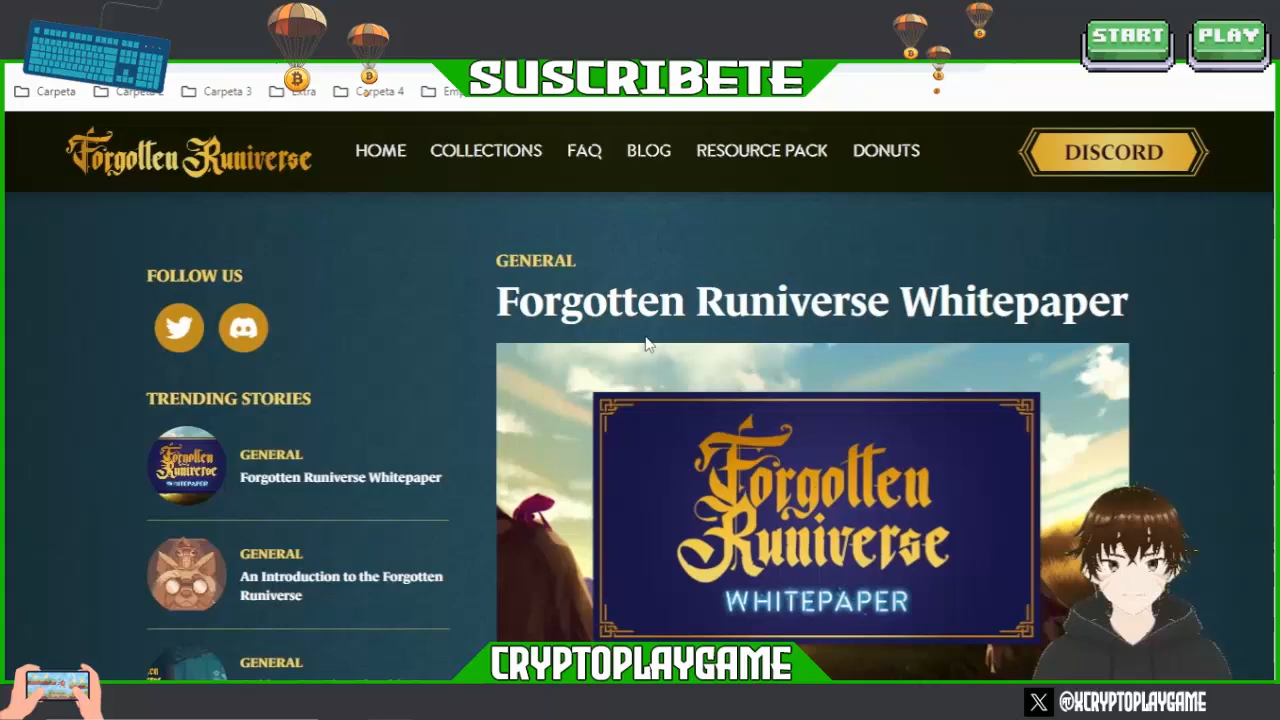 START PLAY
SUSCRIBETE
Carpeta Carpeta 2 Carpeta 3 Extra Carpeta 4
Forgotten Runiverse HOME COLLECTIONS FAQ BLOG RESOURCE PACK DONUTS DISCORD
FOLLOW US
TRENDING STORIES
GENERAL
Forgotten Runiverse Whitepaper
GENERAL
An Introduction to the Forgotten
Runiverse
GENERAL
GENERAL
Forgotten Runiverse Whitepaper
Forgotten
Runiverse
WHITEPAPER
CRYPTOPLAYGAME
@XCRYPTOPLAYGAME